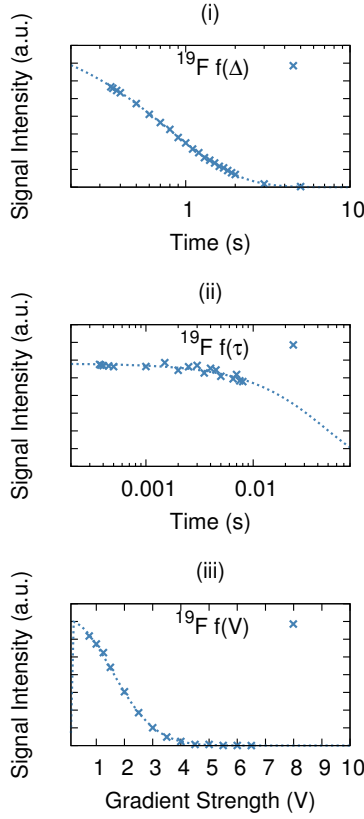 (i)
Signal Intensity (a.u.)
¹⁹F f(Δ)
1 10
Time (s)
(ii)
Signal Intensity (a.u.)
¹⁹F f(τ)
0.001 0.01
Time (s)
(iii)
Signal Intensity (a.u.)
¹⁹F f(V)
1 2 3 4 5 6 7 8 9 10
Gradient Strength (V)